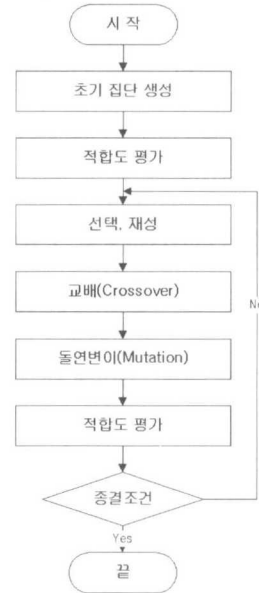 시 작
초기 집단 생성
적합도 평가
선택, 재성
교배(Crossover)
돌연변이(Mutation)
적합도 평가
종결조건
Yes
끝